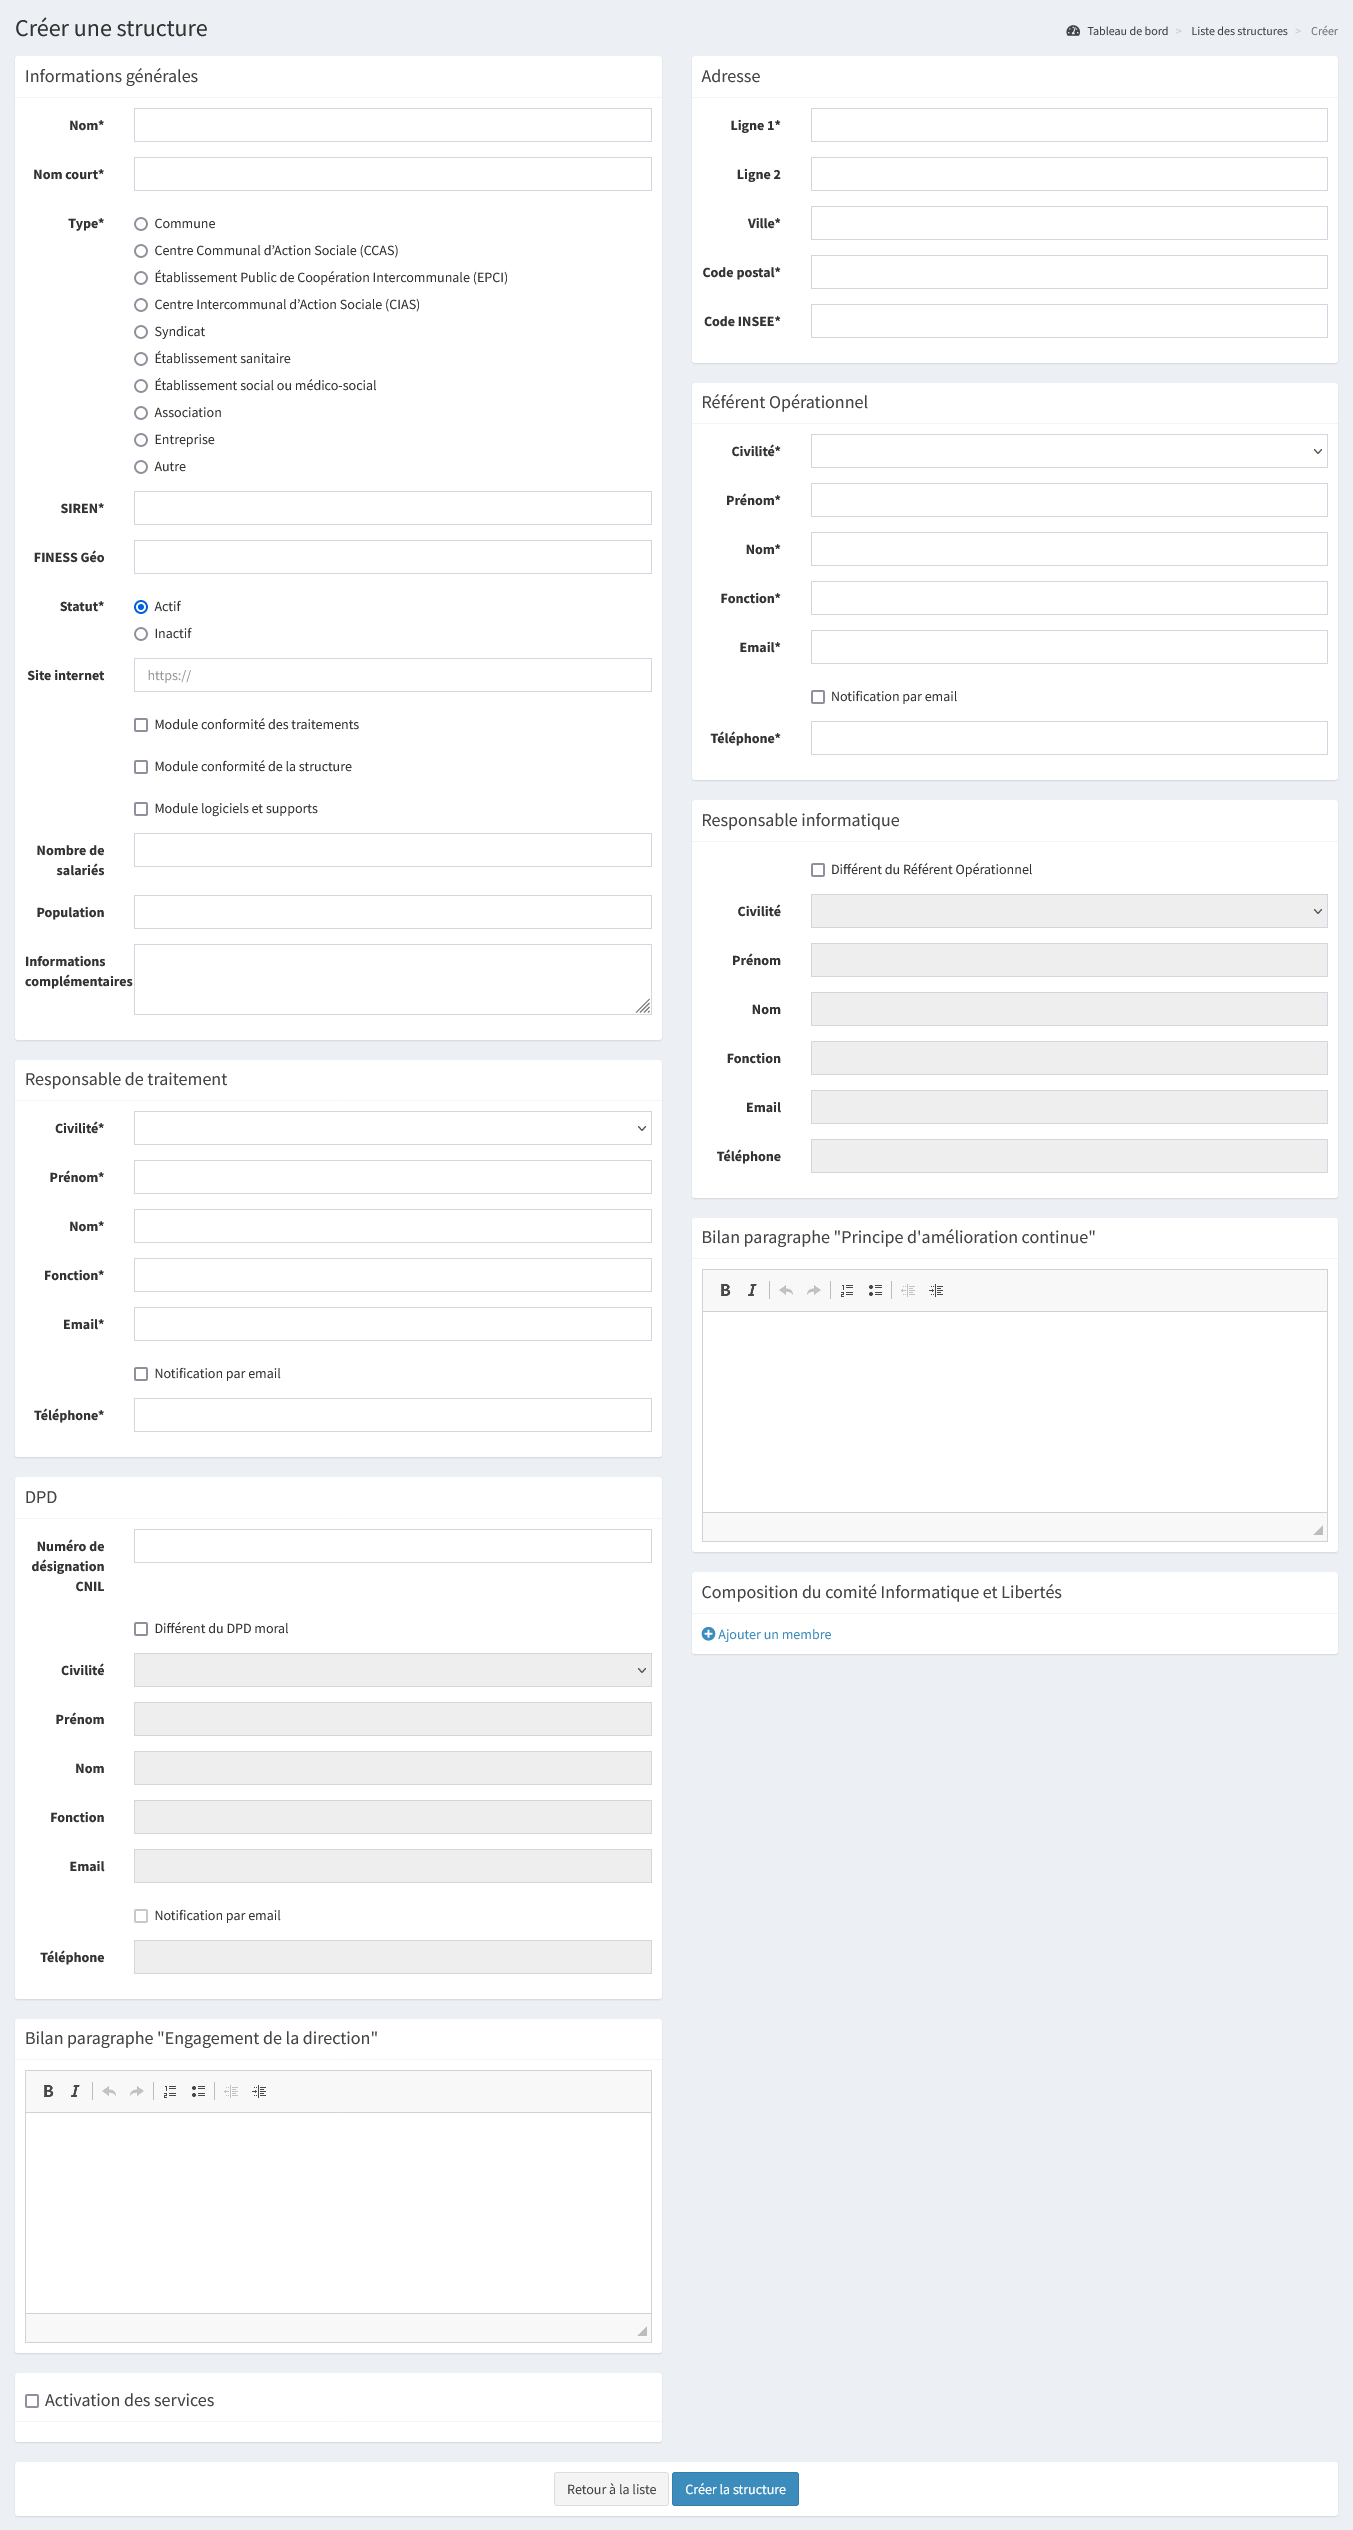 Créer une structure
Tableau de bord > Liste des structures > Créer
Informations générales
Nom*
Nom court*
Type*
Commune
Centre Communal d’Action Sociale (CCAS)
Établissement Public de Coopération Intercommunale (EPCI)
Centre Intercommunal d’Action Sociale (CIAS)
Syndicat
Établissement sanitaire
Établissement social ou médico-social
Association
Entreprise
Autre
SIREN*
FINESS Géo
Statut*
Actif
Inactif
Site internet
https://
Module conformité des traitements
Module conformité de la structure
Module logiciels et supports
Nombre de
salariés
Population
Informations
complémentaires
Responsable de traitement
Civilité*
Prénom*
Nom*
Fonction*
Email*
Notification par email
Téléphone*
DPD
Numéro de
désignation
CNIL
Différent du DPD moral
Civilité
Prénom
Nom
Fonction
Email
Notification par email
Téléphone
Bilan paragraphe "Engagement de la direction"
B I
Activation des services
Adresse
Ligne 1*
Ligne 2
Ville*
Code postal*
Code INSEE*
Référent Opérationnel
Civilité*
Prénom*
Nom*
Fonction*
Email*
Notification par email
Téléphone*
Responsable informatique
Différent du Référent Opérationnel
Civilité
Prénom
Nom
Fonction
Email
Téléphone
Bilan paragraphe "Principe d'amélioration continue"
B I
Composition du comité Informatique et Libertés
Ajouter un membre
Retour à la liste
Créer la structure